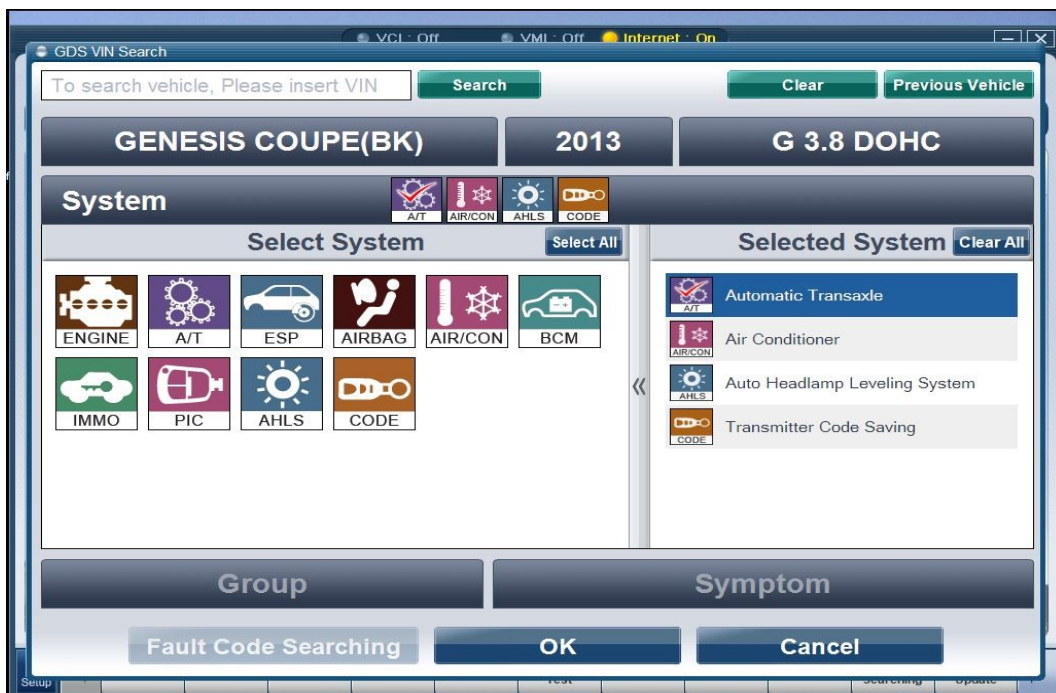 VCI : Off VMI : Off Internet : On
GDS VIN Search
To search vehicle, Please insert VIN Search Clear Previous Vehicle
GENESIS COUPE(BK) 2013 G 3.8 DOHC
System A/T AIR/CON AHLS CODE
Select System Select All Selected System Clear All
ENGINE A/T ESP AIRBAG AIR/CON BCM
IMMO PIC AHLS CODE
A/T Automatic Transaxle
AIR/CON Air Conditioner
AHLS Auto Headlamp Leveling System
CODE Transmitter Code Saving
Group Symptom
Fault Code Searching OK Cancel
Setup Test Searching Update